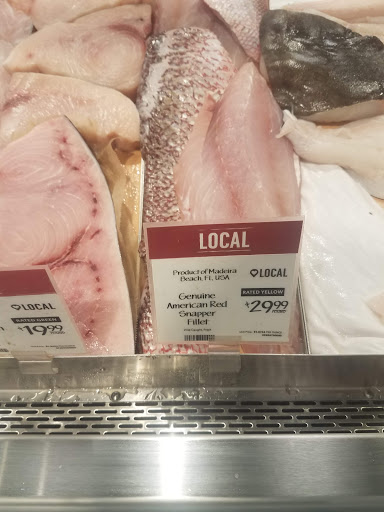 LOCAL
Product of Madeira
Beach, FL, USA
LOCAL
Genuine
American Red
Snapper
Fillet
RATED YELLOW
$29.99
LOCAL
RATED GREEN
$19.99